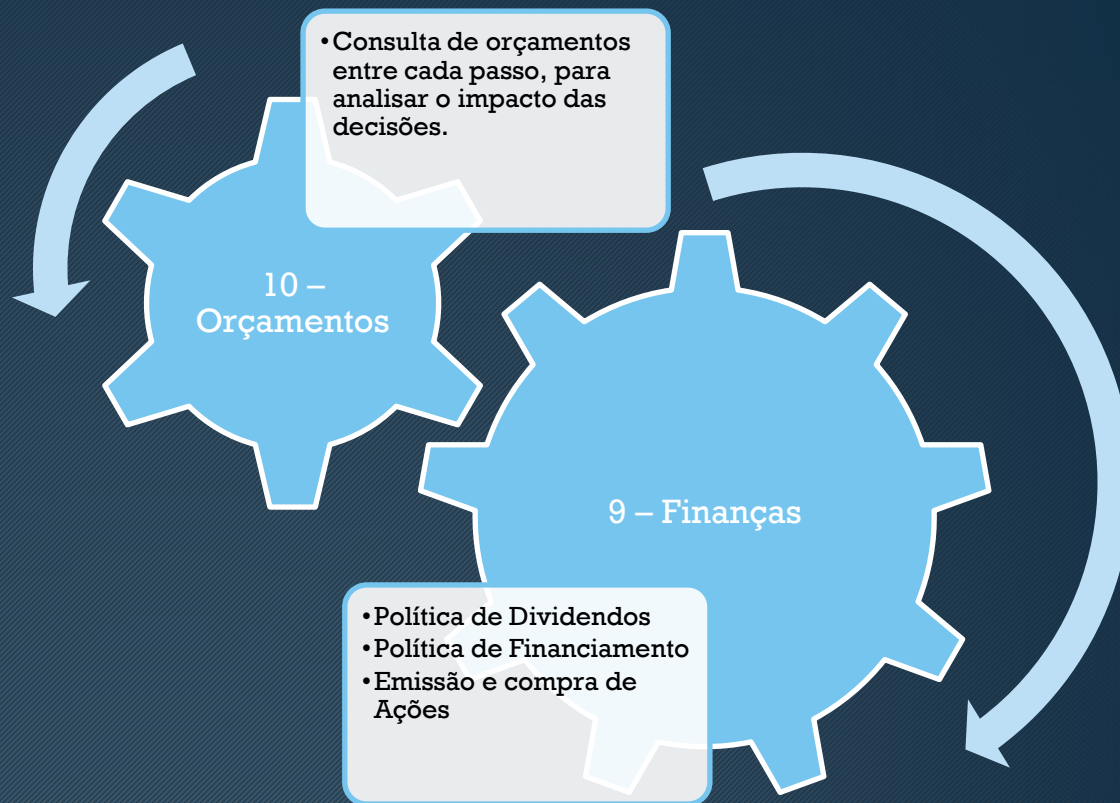 •Consulta de orçamentos
entre cada passo, para
analisar o impacto das
decisões.
10 –
Orçamentos
9 – Finanças
•Política de Dividendos
•Política de Financiamento
•Emissão e compra de
Ações